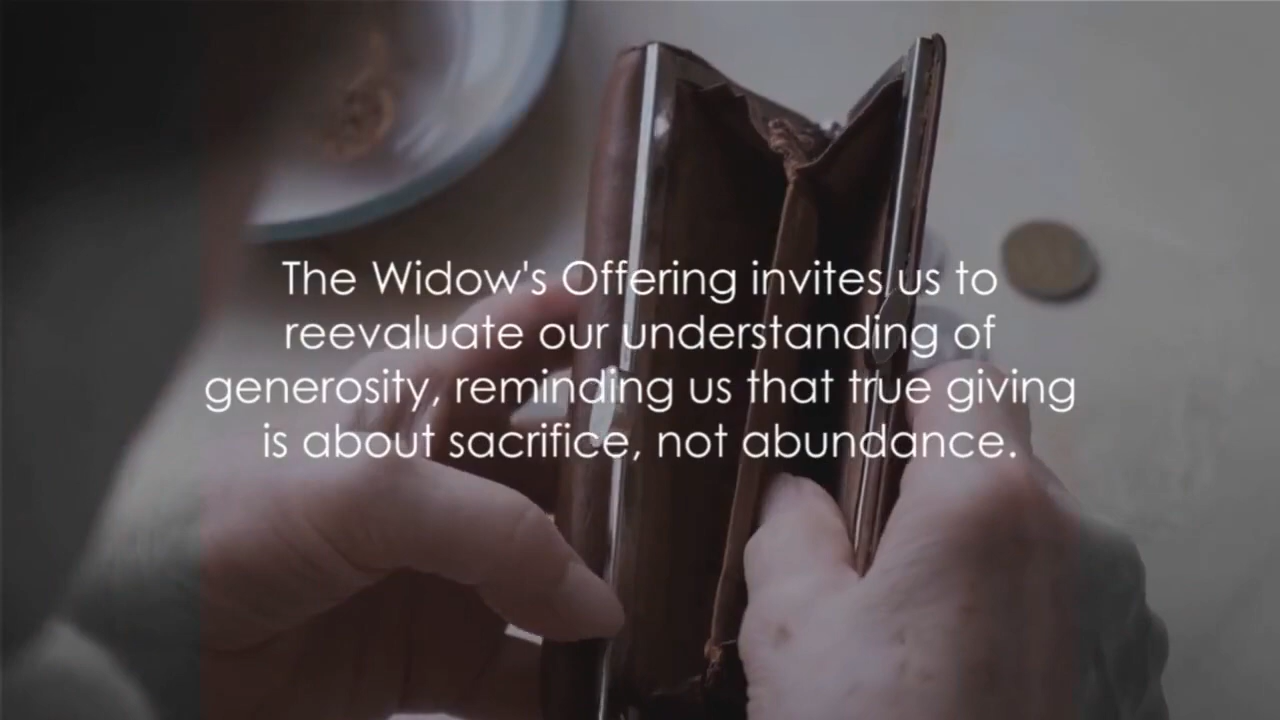 The Widow's Offering invites us to
reevaluate our understanding of
generosity, reminding us that true giving
is about sacrifice, not abundance.